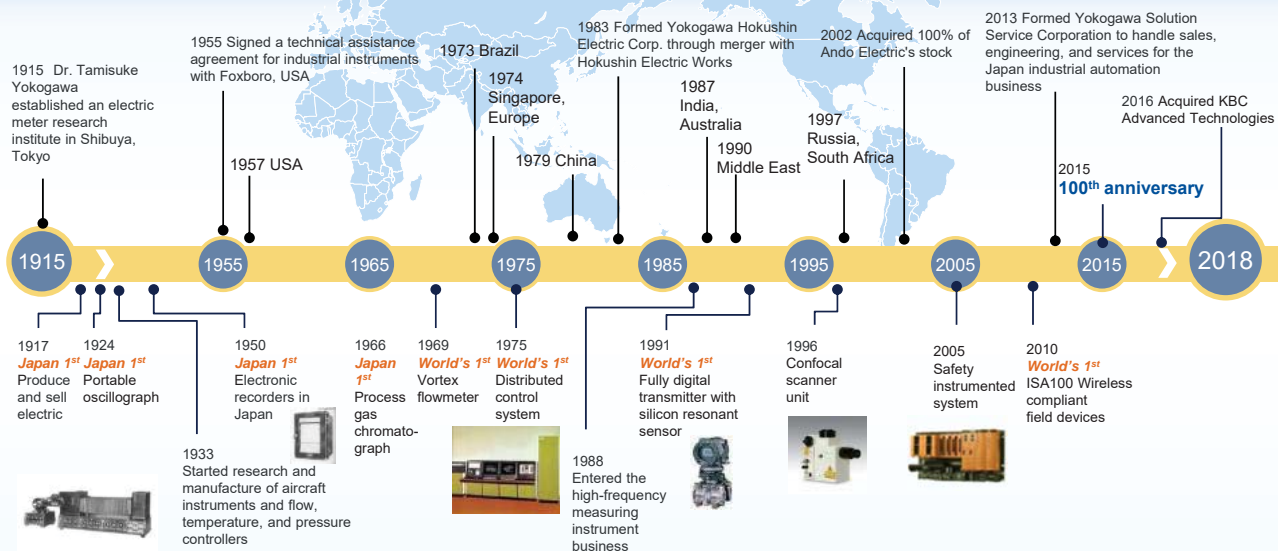 1915  Dr. Tamisuke
Yokogawa
established an electric
meter research
institute in Shibuya,
Tokyo
1955 Signed a technical assistance
agreement for industrial instruments
with Foxboro, USA
1957 USA
1973 Brazil
1974
Singapore,
Europe
1979 China
1983 Formed Yokogawa Hokushin
Electric Corp. through merger with
Hokushin Electric Works
1987
India,
Australia
1990
Middle East
1997
Russia,
South Africa
2002 Acquired 100% of
Ando Electric's stock
2013 Formed Yokogawa Solution
Service Corporation to handle sales,
engineering, and services for the
Japan industrial automation
business
2015
100th anniversary
2016 Acquired KBC
Advanced Technologies
1915
1955
1965
1975
1985
1995
2005
2015
2018
1917
Japan 1st
Produce
and sell
electric
1924
Japan 1st
Portable
oscillograph
1933
Started research and
manufacture of aircraft
instruments and flow,
temperature, and pressure
controllers
1950
Japan 1st
Electronic
recorders in
Japan
1966
Japan
1st
Process
gas
chromato-
graph
1969
World's 1st
Vortex
flowmeter
1975
World's 1st
Distributed
control
system
1988
Entered the
high-frequency
measuring
instrument
business
1991
World's 1st
Fully digital
transmitter with
silicon resonant
sensor
1996
Confocal
scanner
unit
2005
Safety
instrumented
system
2010
World's 1st
ISA100 Wireless
compliant
field devices